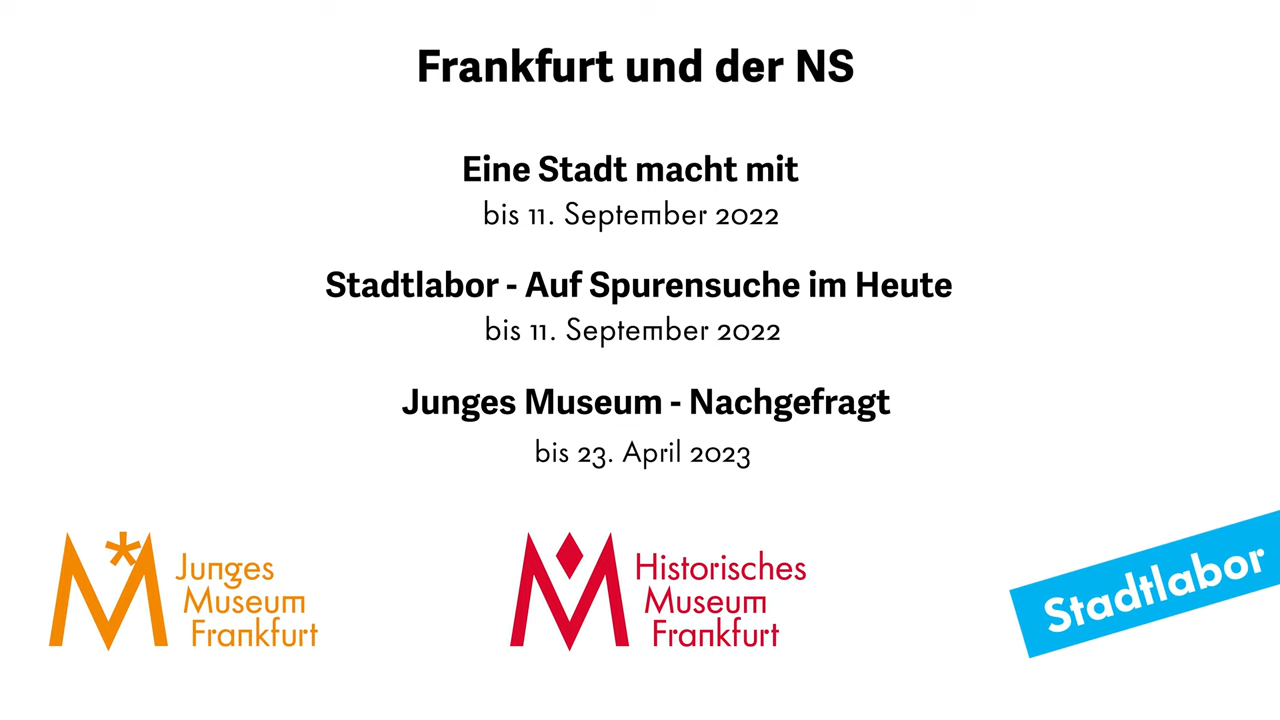 Frankfurt und der NS
Eine Stadt macht mit
bis 11. September 2022
Stadtlabor - Auf Spurensuche im Heute
bis 11. September 2022
Junges Museum - Nachgefragt
bis 23. April 2023
Junges
Museum
Frankfurt
Historisches
Museum
Frankfurt
Stadtlabor